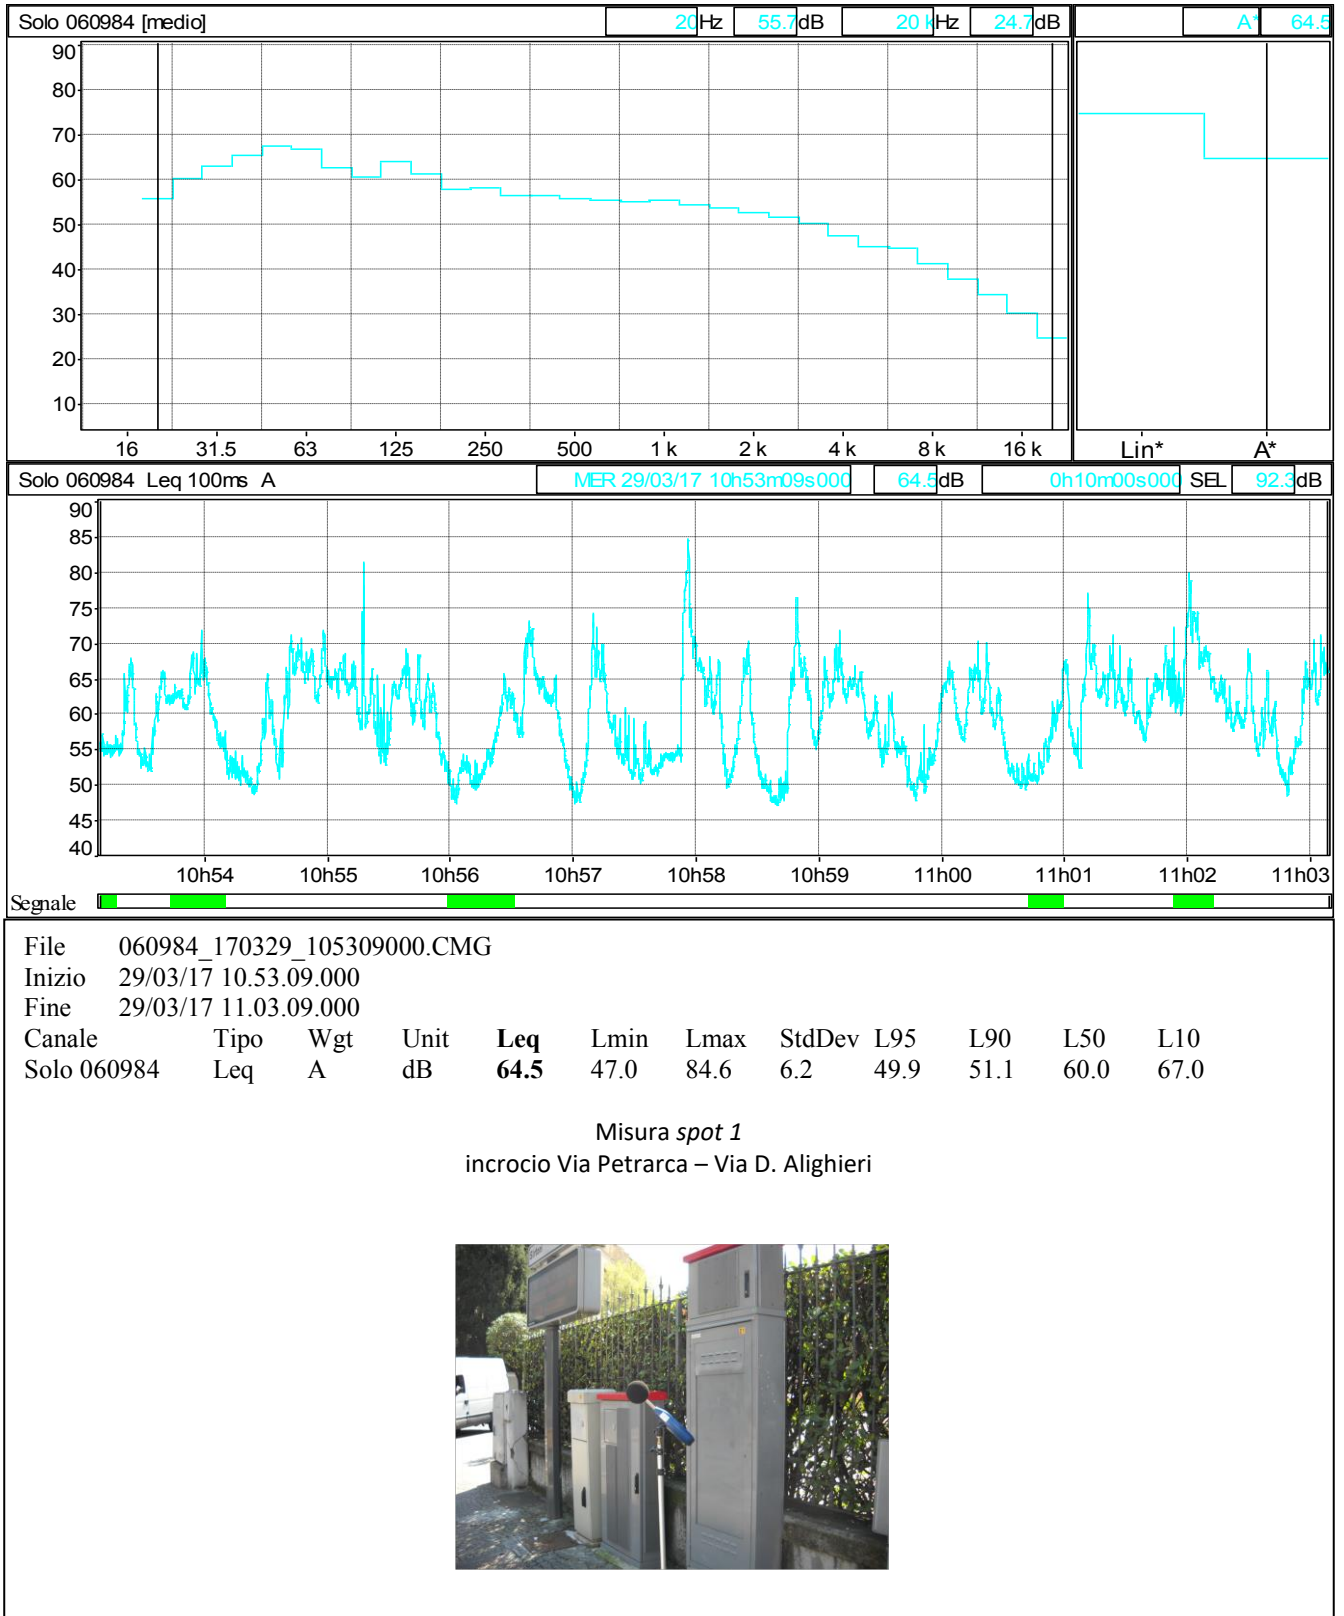 Solo 060984 [medio] 20Hz 55.7dB 20 kHz 24.7dB A* 64.5
90
80
70
60
50
40
30
20
10
16 31.5 63 125 250 500 1 k 2 k 4 k 8 k 16 k Lin* A*
Solo 060984 Leq 100ms A MER 29/03/17 10h53m09s000 64.5dB 0h10m00s000 SEL 92.3dB
90
85
80
75
70
65
60
55
50
45
40
10h54 10h55 10h56 10h57 10h58 10h59 11h00 11h01 11h02 11h03
Segnale
File 060984_170329_105309000.CMG
Inizio 29/03/17 10.53.09.000
Fine 29/03/17 11.03.09.000
Canale Tipo Wgt Unit Leq Lmin Lmax StdDev L95 L90 L50 L10
Solo 060984 Leq A dB 64.5 47.0 84.6 6.2 49.9 51.1 60.0 67.0
Misura spot 1
incrocio Via Petrarca – Via D. Alighieri